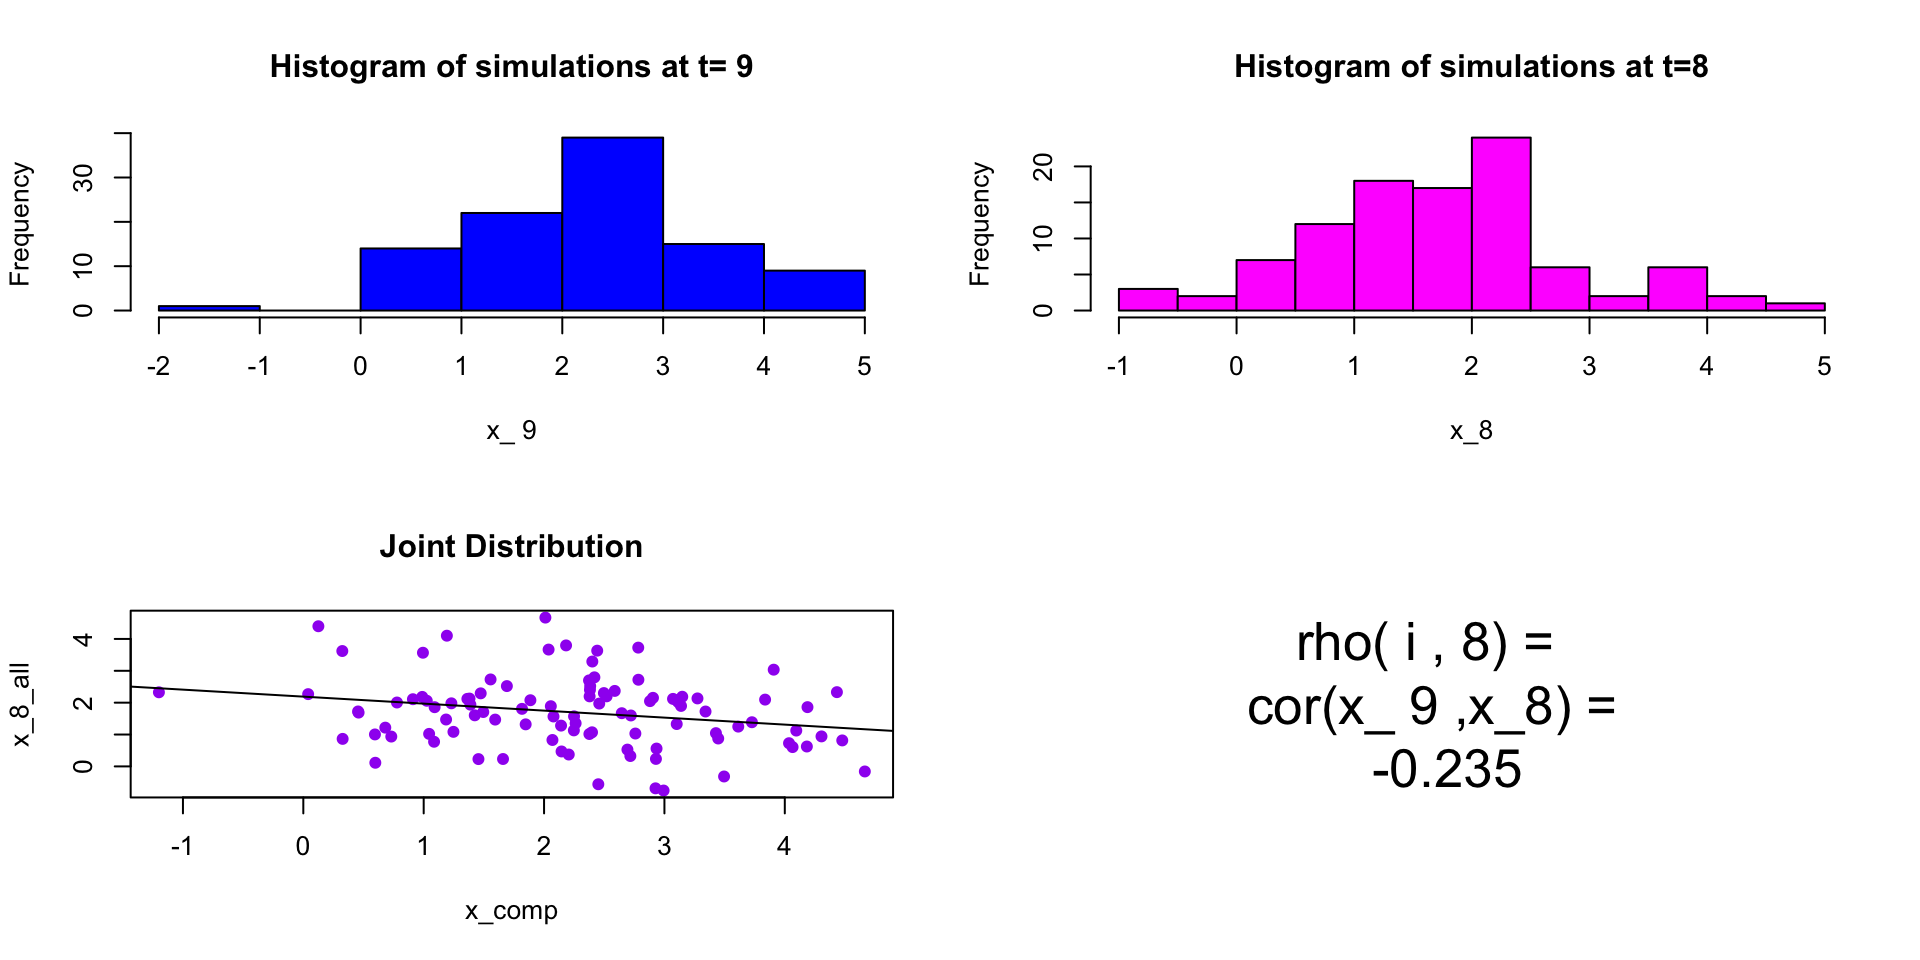 Histogram of simulations at t= 9
Frequency
0
10
30
-2 -1 0 1 2 3 4 5
x_ 9
Histogram of simulations at t=8
Frequency
0
10
20
-1 0 1 2 3 4 5
x_8
Joint Distribution
x_8_all
0
2
4
-1 0 1 2 3 4
x_comp
rho( i , 8) =
cor(x_ 9 ,x_8) =
-0.235